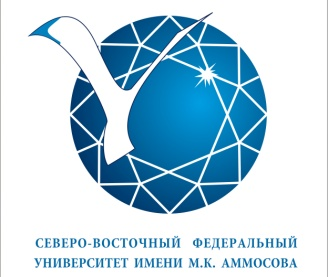 СЕВЕРО-ВОСТОЧНЫЙ ФЕДЕРАЛЬНЫЙ
УНИВЕРСИТЕТ ИМЕНИ М.К. АММОСОВА